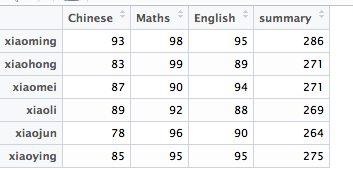 Chinese Maths English summary
xiaoming 93 98 95 286
xiaohong 83 99 89 271
xiaomei 87 90 94 271
xiaoli 89 92 88 269
xiaojun 78 96 90 264
xiaoying 85 95 95 275